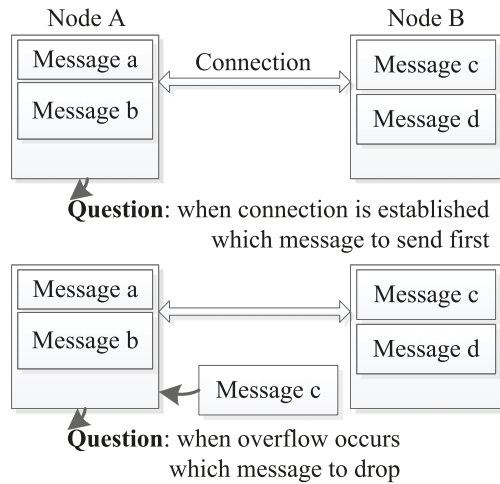 Node A
Node B
Message a
Connection
Message c
Message b
Message d
Question: when connection is established
which message to send first
Message a
Message c
Message b
Message d
Message c
Question: when overflow occurs
which message to drop